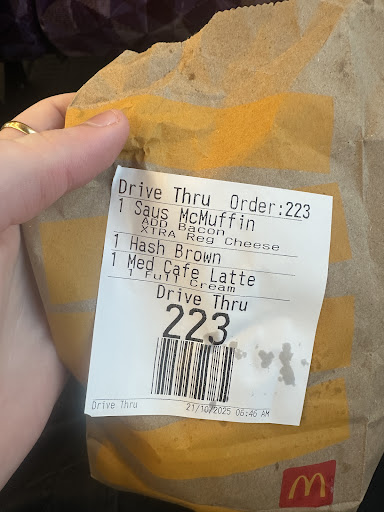 Drive Thru Order:223
1 Saus McMuffin
ADD Bacon
XTRA Reg Cheese
1 Hash Brown
1 Med Cafe Latte
1 Full Cream
Drive Thru
223
Drive Thru 21/10/2025 06:46 AM